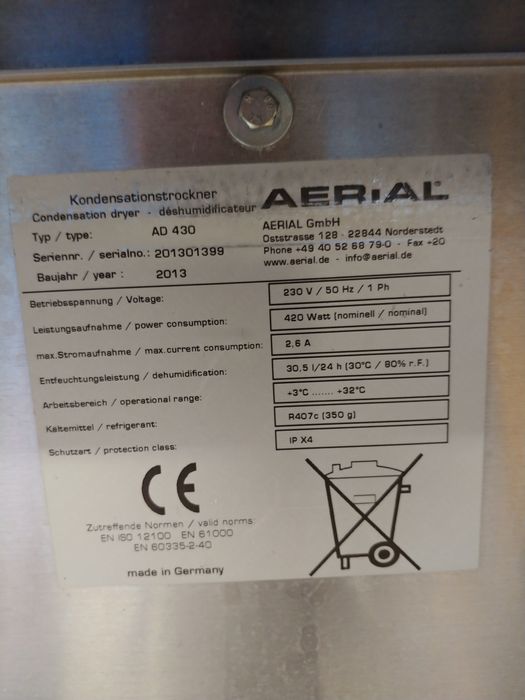 Kondensationstrockner
Condensation dryer - déshumidificateur
AERIAL
Typ / type: AD 430
AERIAL GmbH
Oststrasse 128 - 22844 Norderstedt
Seriennr. / serialno.: 201301399
Phone +49 40 52 68 79-0 - Fax -20
Baujahr / year : 2013
www.aerial.de - info@aerial.de
Betriebsspannung / Voltage: 230 V / 50 Hz / 1 Ph
Leistungsaufnahme / power consumption: 420 Watt (nominell / nominal)
max.Stromaufnahme / max.current consumption: 2,6 A
Entfeuchtungsleistung / dehumidification: 30,5 l/24 h (30°C / 80% r.F.)
Arbeitsbereich / operational range: +3°C ....... +32°C
Kältemittel / refrigerant: R407c (350 g)
Schutzart / protection class: IP X4
CE
Zutreffende Normen / valid norms:
EN ISO 12100 EN 61000
EN 60335-2-40
made in Germany